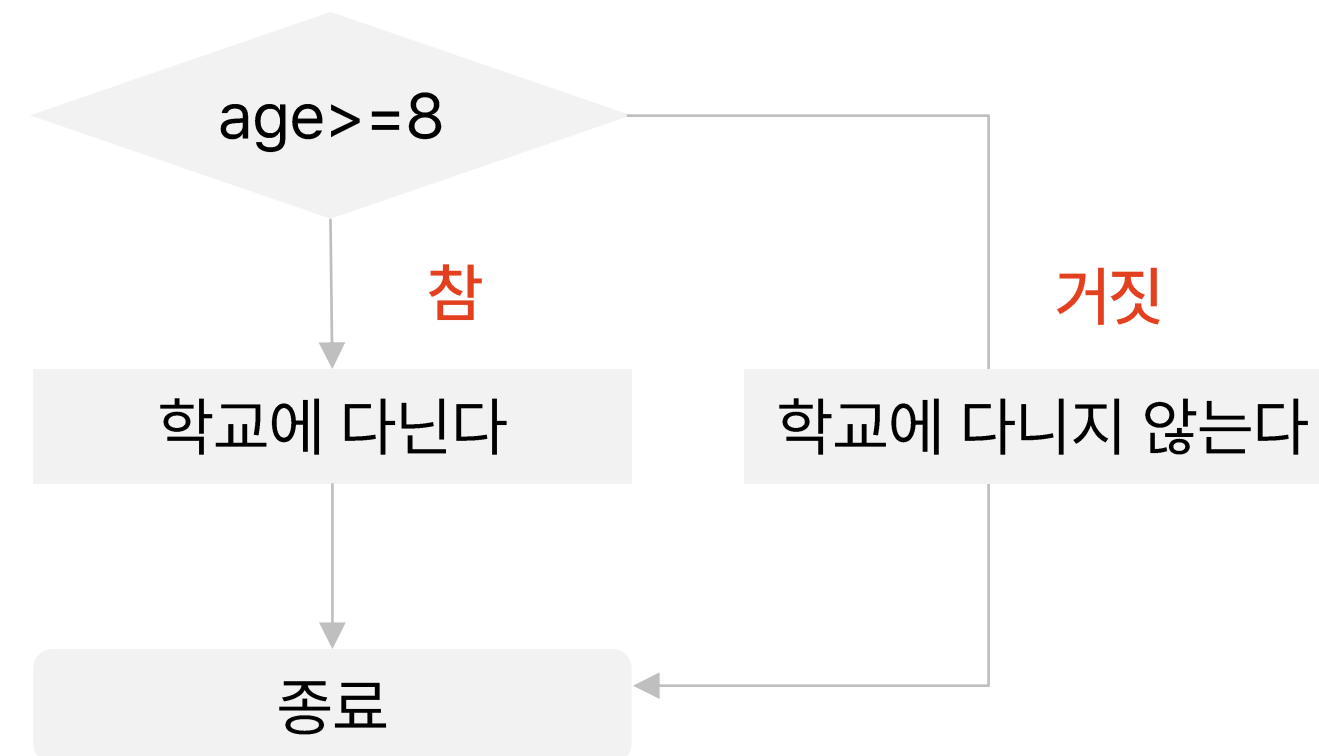 age>=8
참
거짓
학교에 다닌다
학교에 다니지 않는다
종료